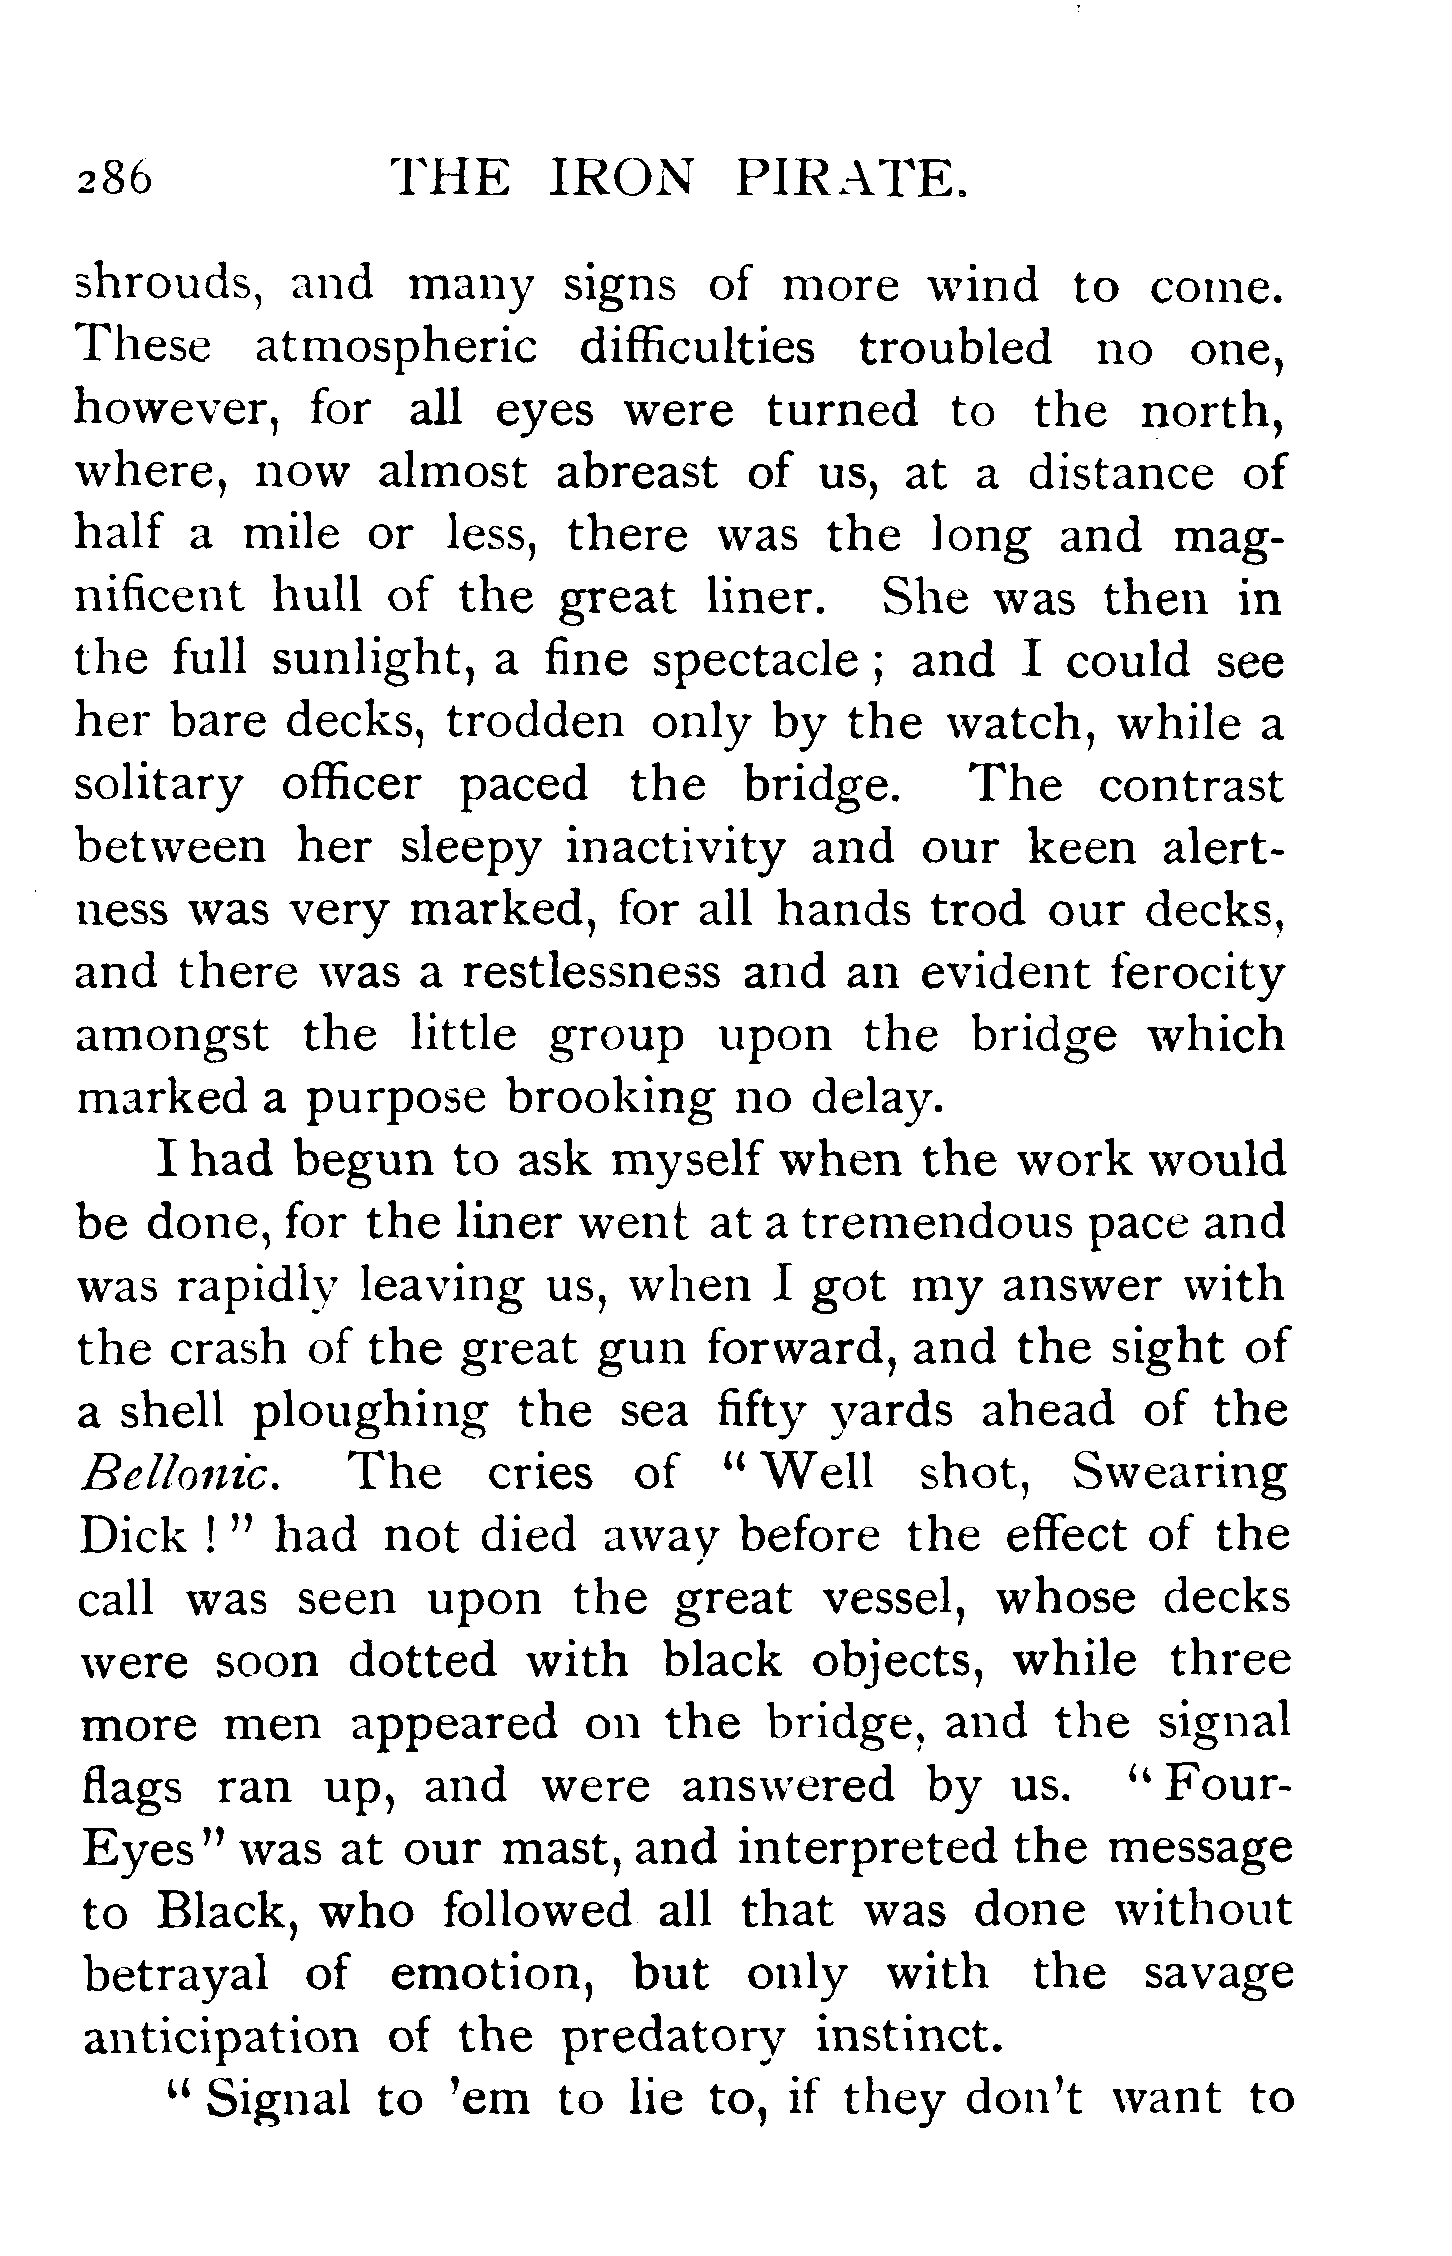 286 THE IRON PIRATE.
shrouds, and many signs of more wind to come.
These atmospheric difficulties troubled no one,
however, for all eyes were turned to the north,
where, now almost abreast of us, at a distance of
half a mile or less, there was the long and mag-
nificent hull of the great liner. She was then in
the full sunlight, a fine spectacle ; and I could see
her bare decks, trodden only by the watch, while a
solitary officer paced the bridge. The contrast
between her sleepy inactivity and our keen alert-
ness was very marked, for all hands trod our decks,
and there was a restlessness and an evident ferocity
amongst the little group upon the bridge which
marked a purpose brooking no delay.
I had begun to ask myself when the work would
be done, for the liner went at a tremendous pace and
was rapidly leaving us, when I got my answer with
the crash of the great gun forward, and the sight of
a shell ploughing the sea fifty yards ahead of the
Bellonic. The cries of “ Well shot, Swearing
Dick ! ” had not died away before the effect of the
call was seen upon the great vessel, whose decks
were soon dotted with black objects, while three
more men appeared on the bridge, and the signal
flags ran up, and were answered by us. “ Four-
Eyes ” was at our mast, and interpreted the message
to Black, who followed all that was done without
betrayal of emotion, but only with the savage
anticipation of the predatory instinct.
“ Signal to ’em to lie to, if they don’t want to